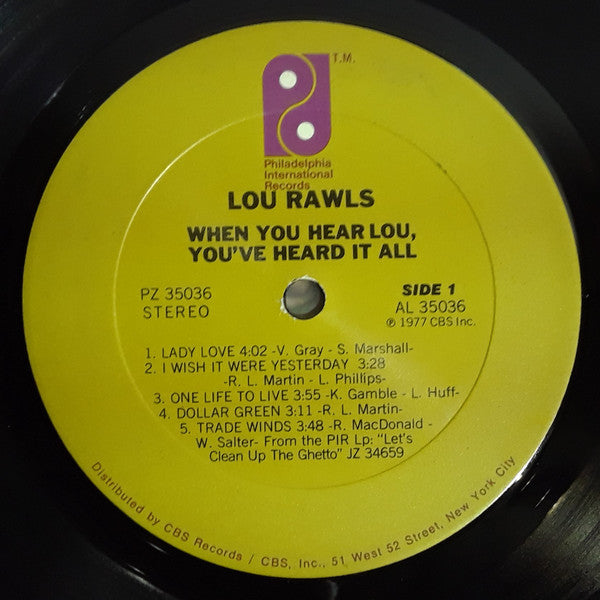 T.M.
Philadelphia
International
Records
LOU RAWLS
WHEN YOU HEAR LOU,
YOU'VE HEARD IT ALL
PZ 35036
STEREO
SIDE 1
AL 35036
℗ 1977 CBS Inc.
1. LADY LOVE 4:02 -V. Gray - S. Marshall-
2. I WISH IT WERE YESTERDAY 3:28
-R. L. Martin - L. Phillips-
3. ONE LIFE TO LIVE 3:55 -K. Gamble - L. Huff-
4. DOLLAR GREEN 3:11 -R. L. Martin-
5. TRADE WINDS 3:48 -R. MacDonald -
W. Salter- From the PIR Lp: "Let's
Clean Up The Ghetto" JZ 34659
Distributed by CBS Records / CBS, Inc., 51 West 52 Street, New York City